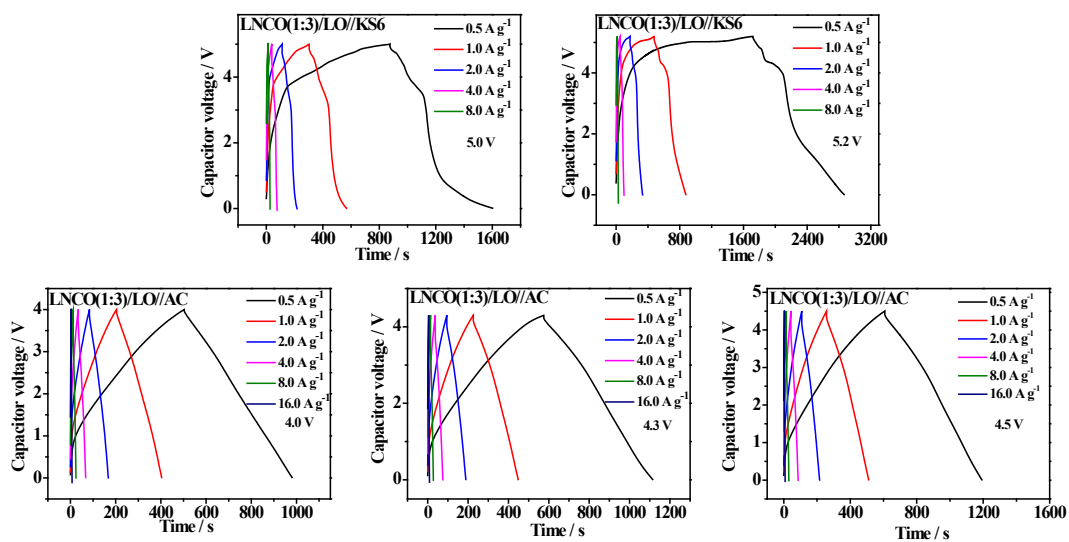 LNCO(1:3)/LO//KS6
0.5 A g⁻¹
1.0 A g⁻¹
2.0 A g⁻¹
4.0 A g⁻¹
8.0 A g⁻¹
5.0 V
Capacitor voltage / V
4
2
0
0 400 800 1200 1600
Time / s
LNCO(1:3)/LO//KS6
0.5 A g⁻¹
1.0 A g⁻¹
2.0 A g⁻¹
4.0 A g⁻¹
8.0 A g⁻¹
5.2 V
Capacitor voltage / V
4
2
0
0 800 1600 2400 3200
Time / s
LNCO(1:3)/LO//AC
0.5 A g⁻¹
1.0 A g⁻¹
2.0 A g⁻¹
4.0 A g⁻¹
8.0 A g⁻¹
16.0 A g⁻¹
4.0 V
Capacitor voltage / V
4
3
2
1
0
0 200 400 600 800 1000
Time / s
LNCO(1:3)/LO//AC
0.5 A g⁻¹
1.0 A g⁻¹
2.0 A g⁻¹
4.0 A g⁻¹
8.0 A g⁻¹
16.0 A g⁻¹
4.3 V
Capacitor voltage / V
4
2
0
0 200 400 600 800 1000
Time / s
LNCO(1:3)/LO//AC
0.5 A g⁻¹
1.0 A g⁻¹
2.0 A g⁻¹
4.0 A g⁻¹
8.0 A g⁻¹
16.0 A g⁻¹
4.5 V
Capacitor voltage / V
5
4
3
2
1
0
0 400 800 1200 1600
Time / s